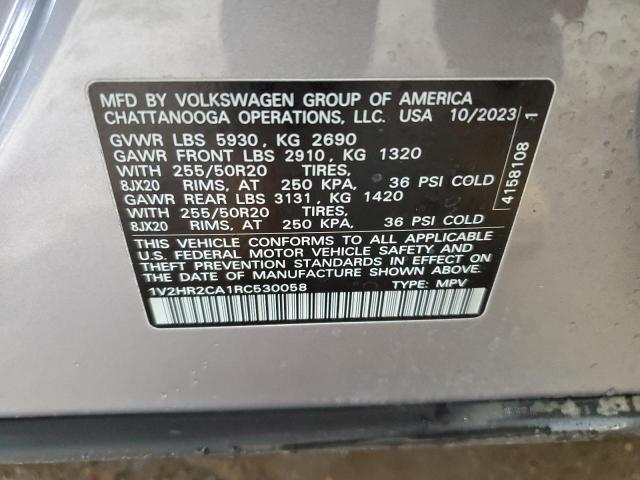 MFD BY VOLKSWAGEN GROUP OF AMERICA
CHATTANOOGA OPERATIONS, LLC. USA 10/2023
GVWR LBS 5930, KG 2690
GAWR FRONT LBS 2910, KG 1320
WITH 255/50R20 TIRES,
8JX20 RIMS, AT 250 KPA, 36 PSI COLD
GAWR REAR LBS 3131, KG 1420
WITH 255/50R20 TIRES,
8JX20 RIMS, AT 250 KPA, 36 PSI COLD
THIS VEHICLE CONFORMS TO ALL APPLICABLE
U.S. FEDERAL MOTOR VEHICLE SAFETY AND
THEFT PREVENTION STANDARDS IN EFFECT ON
THE DATE OF MANUFACTURE SHOWN ABOVE.
1V2HR2CA1RC530058 TYPE: MPV
4158108 1